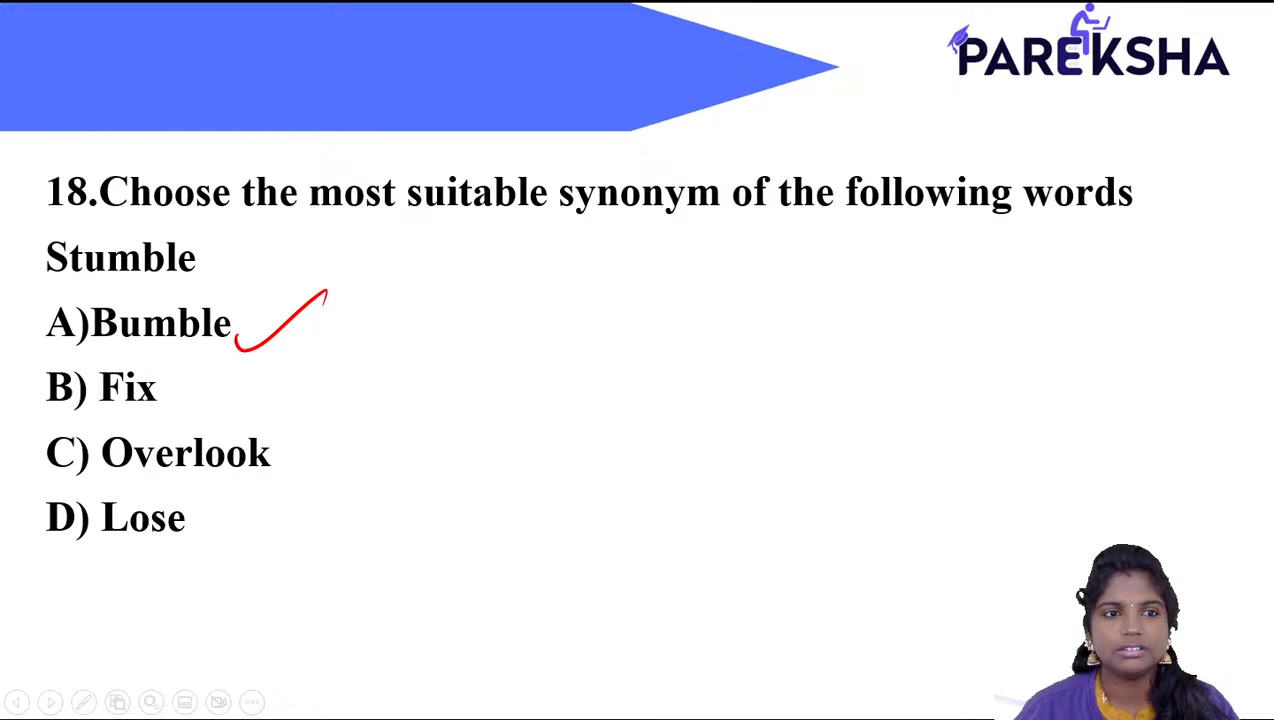 PAREKSHA
18.Choose the most suitable synonym of the following words
Stumble
A)Bumble
B) Fix
C) Overlook
D) Lose